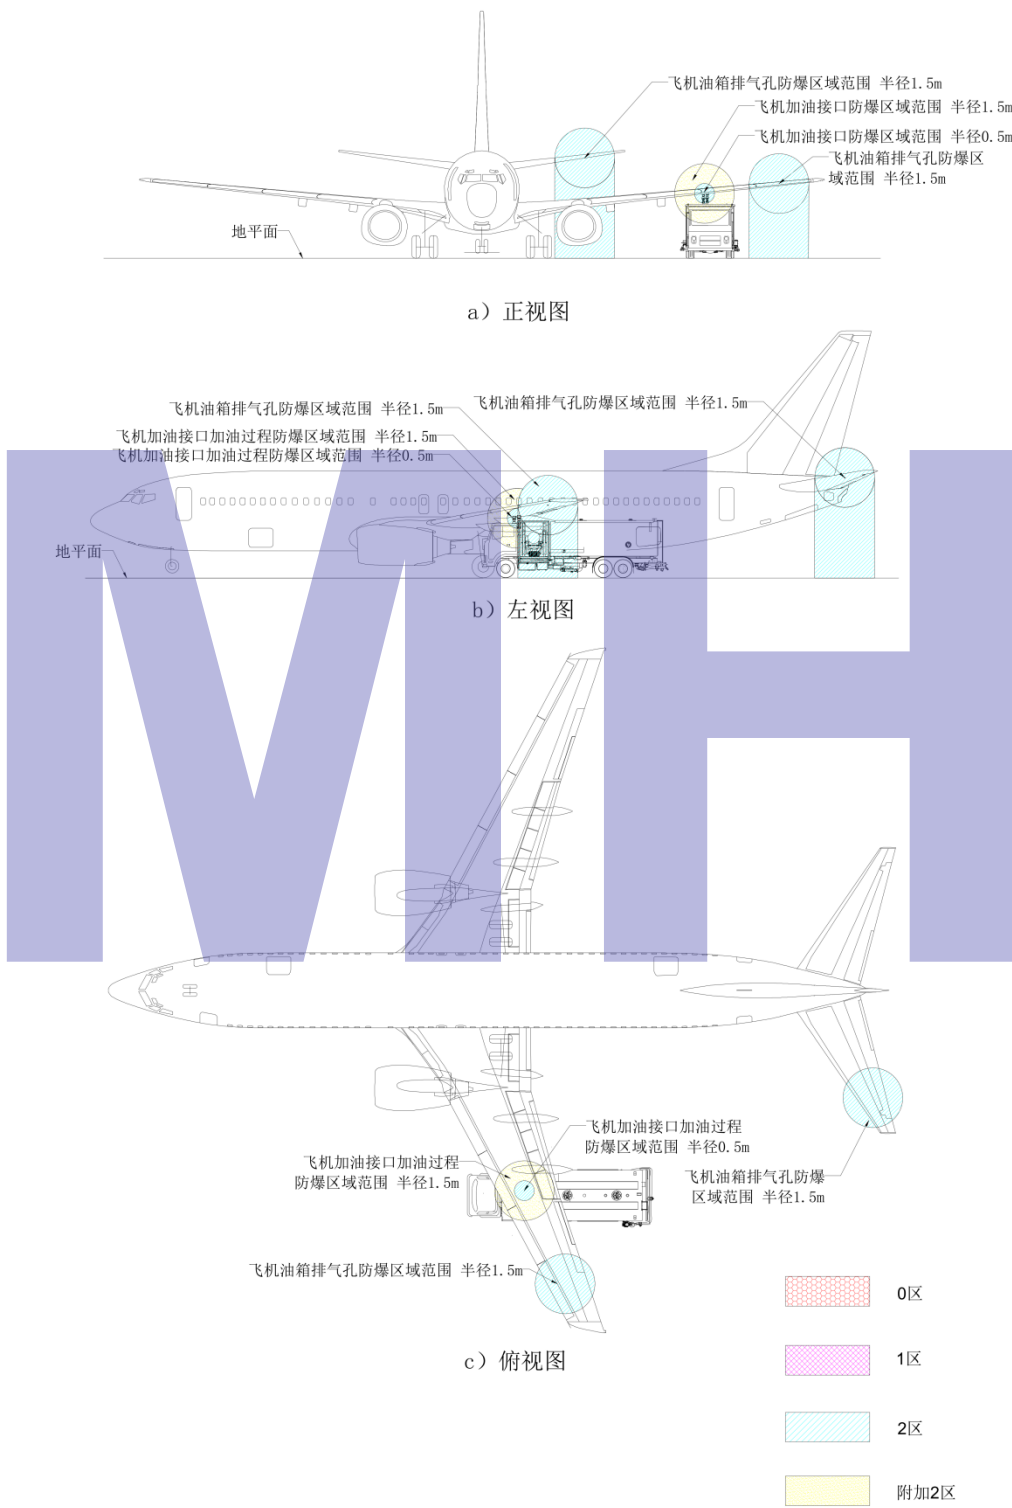 飞机油箱排气孔防爆区域范围 半径1.5m
飞机加油接口防爆区域范围 半径1.5m
飞机加油接口防爆区域范围 半径0.5m
飞机油箱排气孔防爆区
域范围 半径1.5m
地平面
a）正视图
飞机油箱排气孔防爆区域范围 半径1.5m
飞机油箱排气孔防爆区域范围 半径1.5m
飞机加油接口加油过程防爆区域范围 半径1.5m
飞机加油接口加油过程防爆区域范围 半径0.5m
地平面
b）左视图
MH
飞机加油接口加油过程
防爆区域范围 半径0.5m
飞机加油接口加油过程
防爆区域范围 半径1.5m
飞机油箱排气孔防爆
区域范围 半径1.5m
飞机油箱排气孔防爆区域范围 半径1.5m
c）俯视图
0区
1区
2区
附加2区